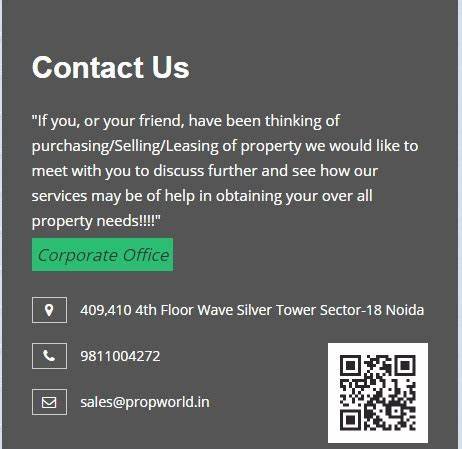 Contact Us
"If you, or your friend, have been thinking of
purchasing/Selling/Leasing of property we would like to
meet with you to discuss further and see how our
services may be of help in obtaining your over all
property needs!!!!"
Corporate Office
409,410 4th Floor Wave Silver Tower Sector-18 Noida
9811004272
sales@propworld.in